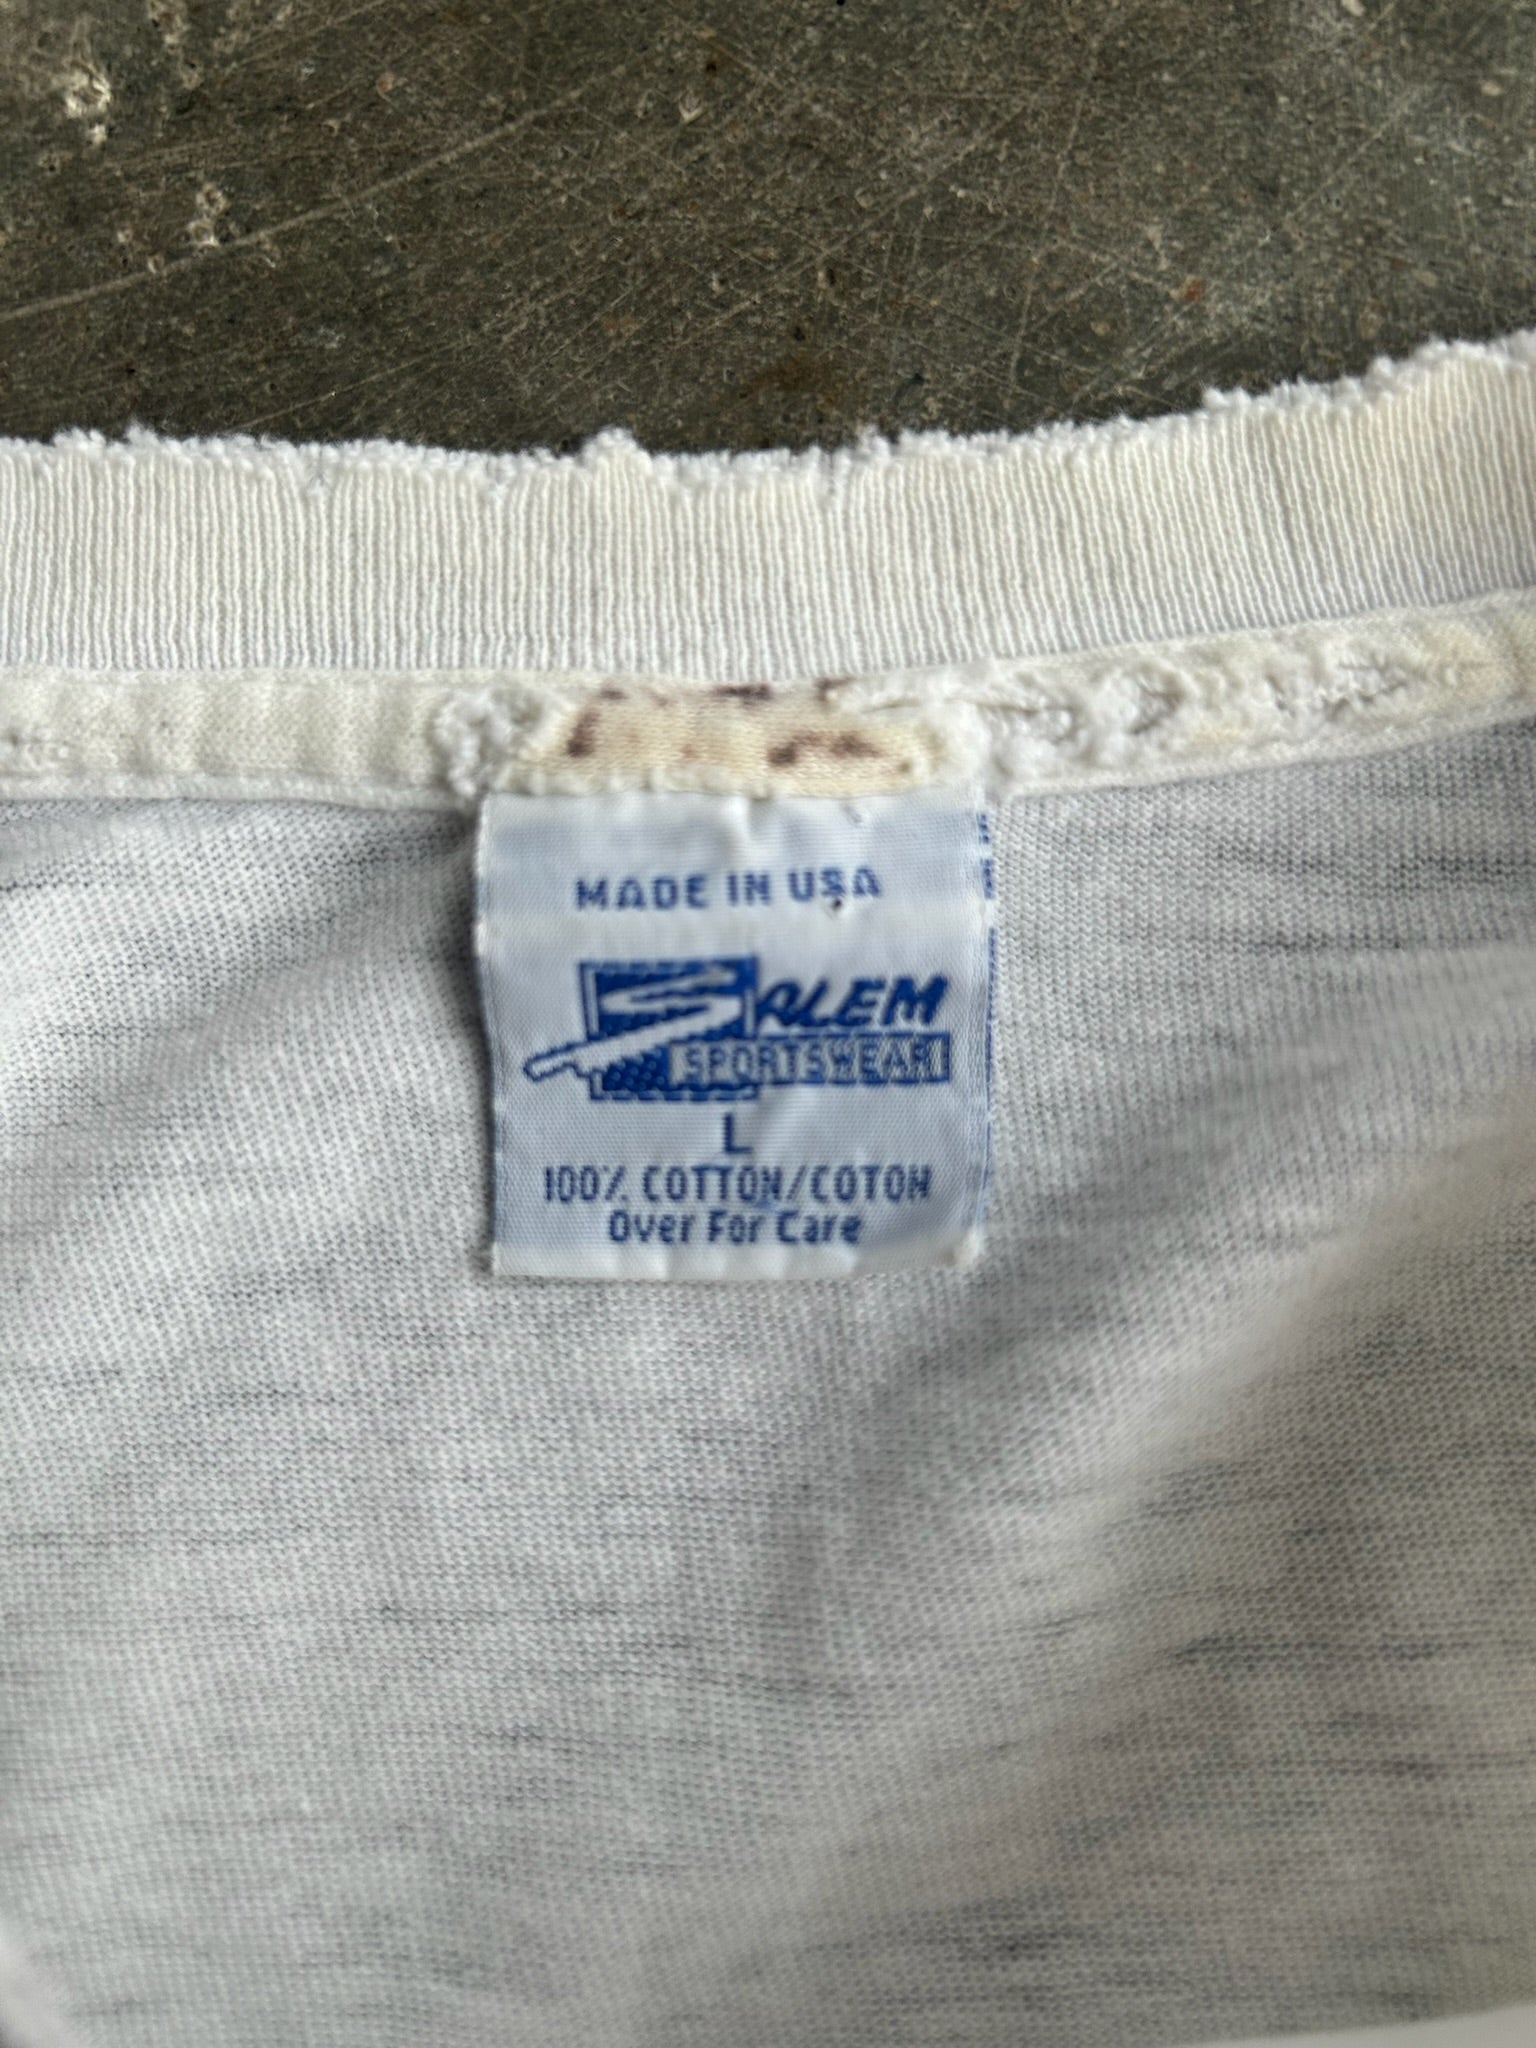 MADE IN USA
SALEM
SPORTSWEAR
L
100% COTTON/COTON
Over For Care